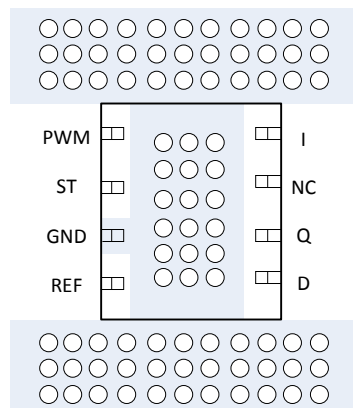 PWM I
ST NC
GND Q
REF D